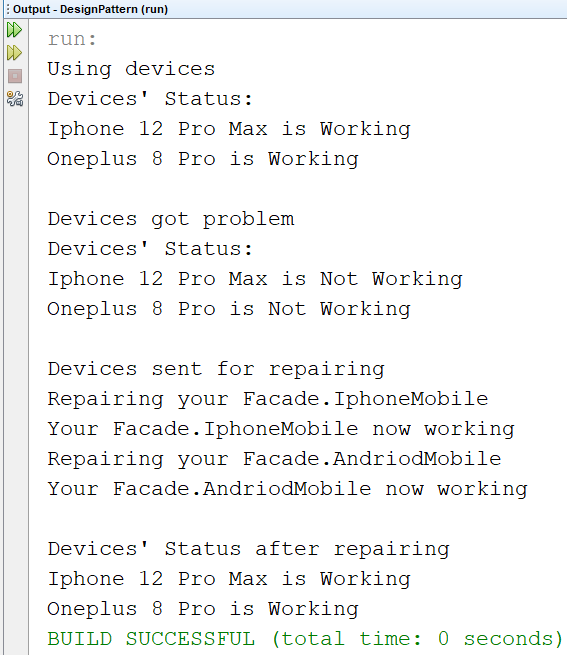 Output - DesignPattern (run)
run:
Using devices
Devices' Status:
Iphone 12 Pro Max is Working
Oneplus 8 Pro is Working
Devices got problem
Devices' Status:
Iphone 12 Pro Max is Not Working
Oneplus 8 Pro is Not Working
Devices sent for repairing
Repairing your Facade.IphoneMobile
Your Facade.IphoneMobile now working
Repairing your Facade.AndriodMobile
Your Facade.AndriodMobile now working
Devices' Status after repairing
Iphone 12 Pro Max is Working
Oneplus 8 Pro is Working
BUILD SUCCESSFUL (total time: 0 seconds)